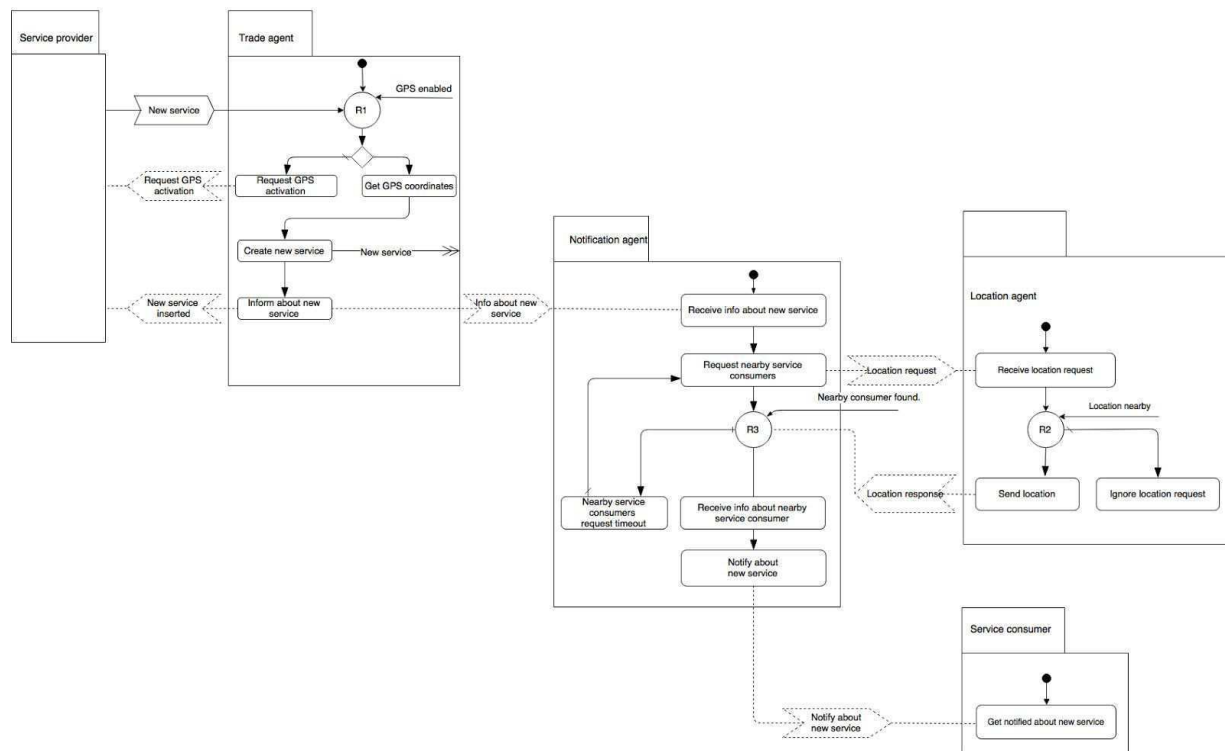 Service provider
Trade agent
GPS enabled
New service
R1
Request GPS
activation
Request GPS
activation
Get GPS coordinates
Create new service
New service
New service
inserted
Inform about new
service
Info about new
service
Notification agent
Receive info about new service
Request nearby service
consumers
Location request
Nearby consumer found.
R3
Nearby service
consumers
request timeout
Receive info about nearby
service consumer
Notify about
new service
Location agent
Receive location request
Location nearby
R2
Location response
Send location
Ignore location request
Service consumer
Notify about
new service
Get notified about new service